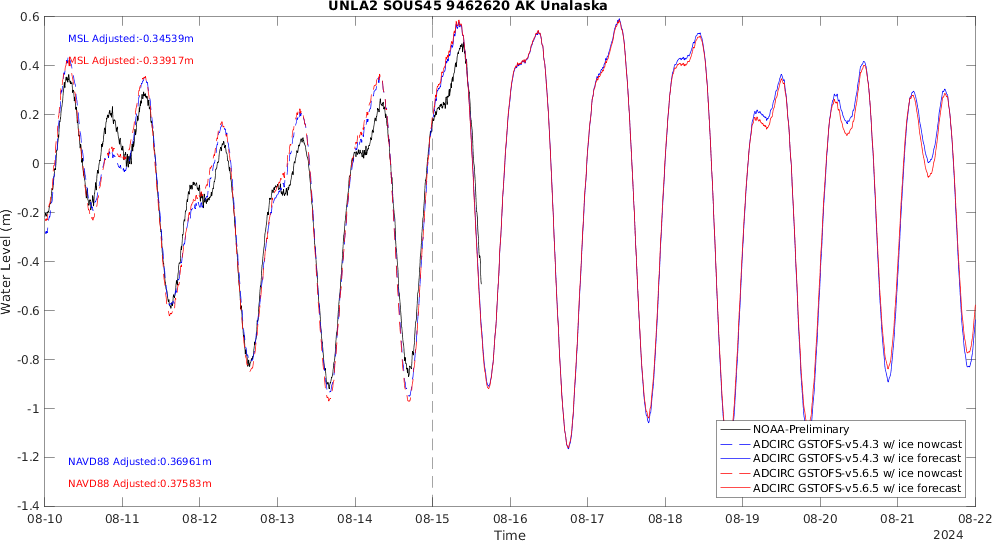 UNLA2 SOUS45 9462620 AK Unalaska
0.6
0.4
0.2
0
-0.2
-0.4
-0.6
-0.8
-1
-1.2
-1.4
Water Level (m)
MSL Adjusted:-0.34539m
MSL Adjusted:-0.33917m
NAVD88 Adjusted:0.36961m
NAVD88 Adjusted:0.37583m
NOAA-Preliminary
ADCIRC GSTOFS-v5.4.3 w/ ice nowcast
ADCIRC GSTOFS-v5.4.3 w/ ice forecast
ADCIRC GSTOFS-v5.6.5 w/ ice nowcast
ADCIRC GSTOFS-v5.6.5 w/ ice forecast
08-10 08-11 08-12 08-13 08-14 08-15 08-16 08-17 08-18 08-19 08-20 08-21 08-22
Time
2024